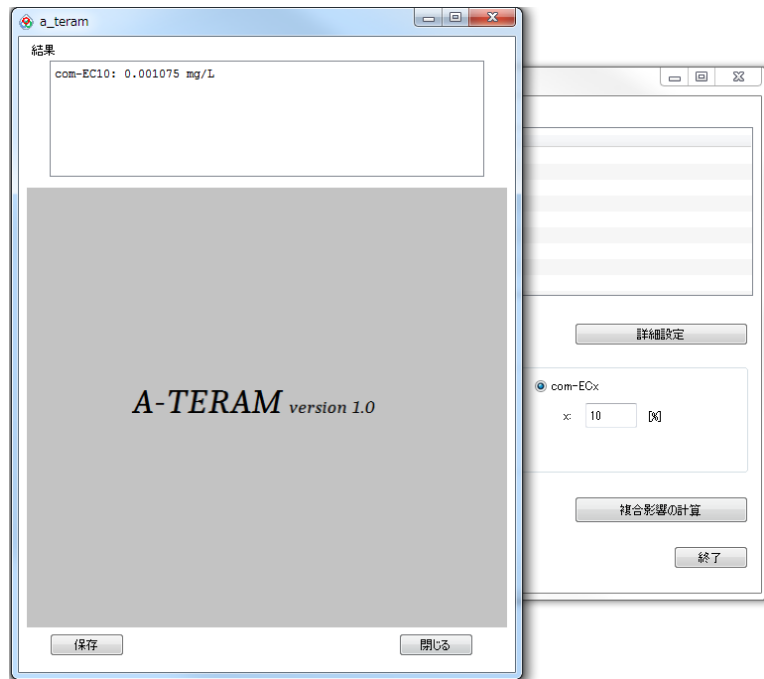 a_teram
結果
com-EC10: 0.001075 mg/L
A-TERAM version 1.0
保存
閉じる
詳細設定
com-ECx
x: 10 [%]
複合影響の計算
終了